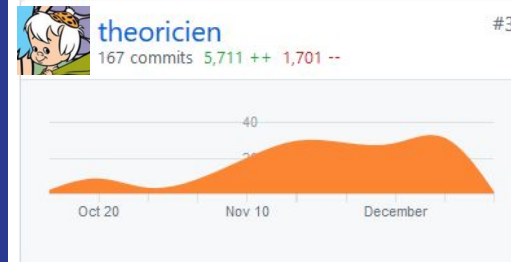 theoricien
#3
167 commits 5,711 ++ 1,701 --
40
Oct 20 Nov 10 December